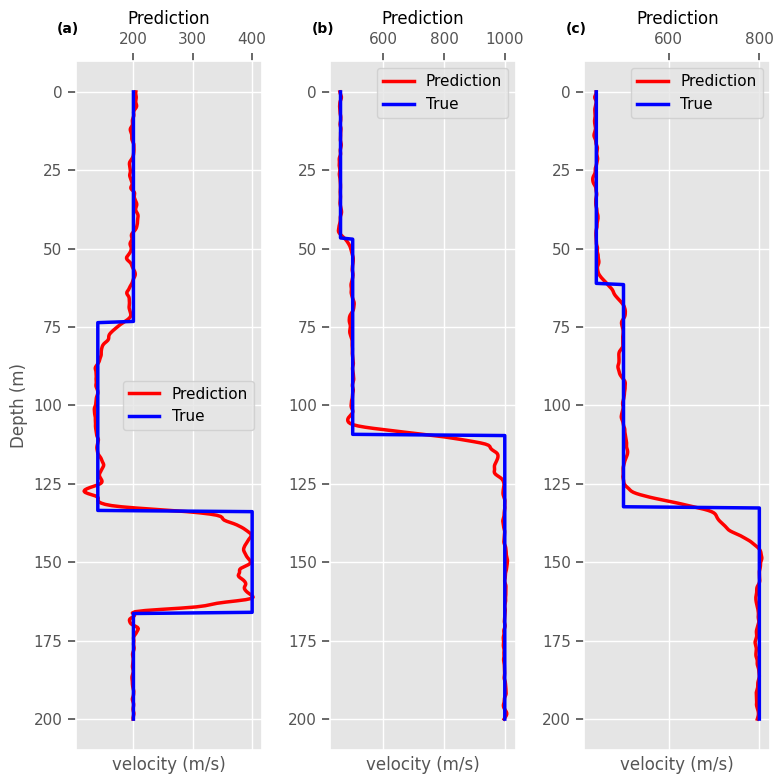 (a) Prediction
200 300 400
0
25
50
75
100
125
150
175
200
Depth (m)
Prediction
True
velocity (m/s)
(b) Prediction
600 800 1000
0
25
50
75
100
125
150
175
200
Prediction
True
velocity (m/s)
(c) Prediction
600 800
0
25
50
75
100
125
150
175
200
Prediction
True
velocity (m/s)